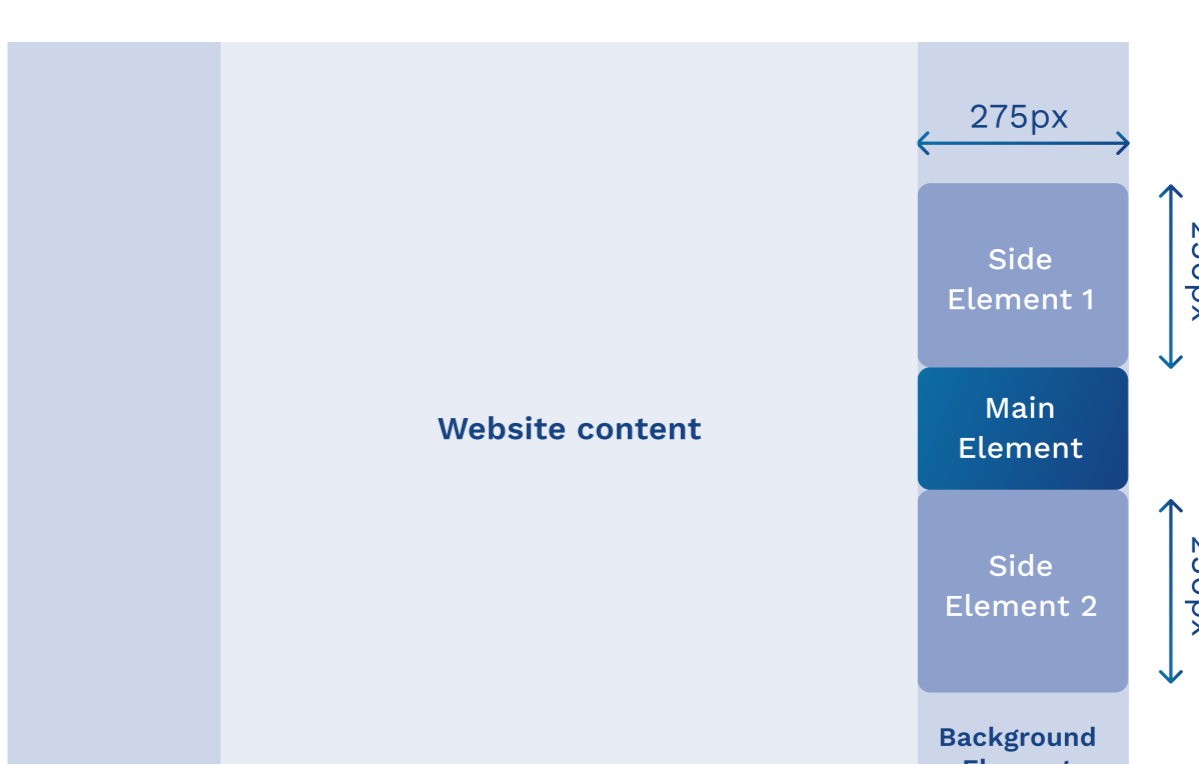 275px
Side
Element 1
Main
Element
Website content
Side
Element 2
Background